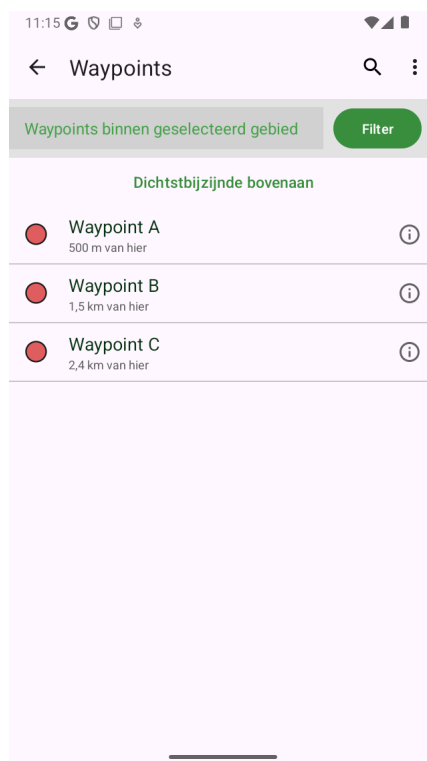 11:15
Waypoints
Waypoints binnen geselecteerd gebied
Filter
Dichtstbijzijnde bovenaan
Waypoint A
500 m van hier
Waypoint B
1,5 km van hier
Waypoint C
2,4 km van hier